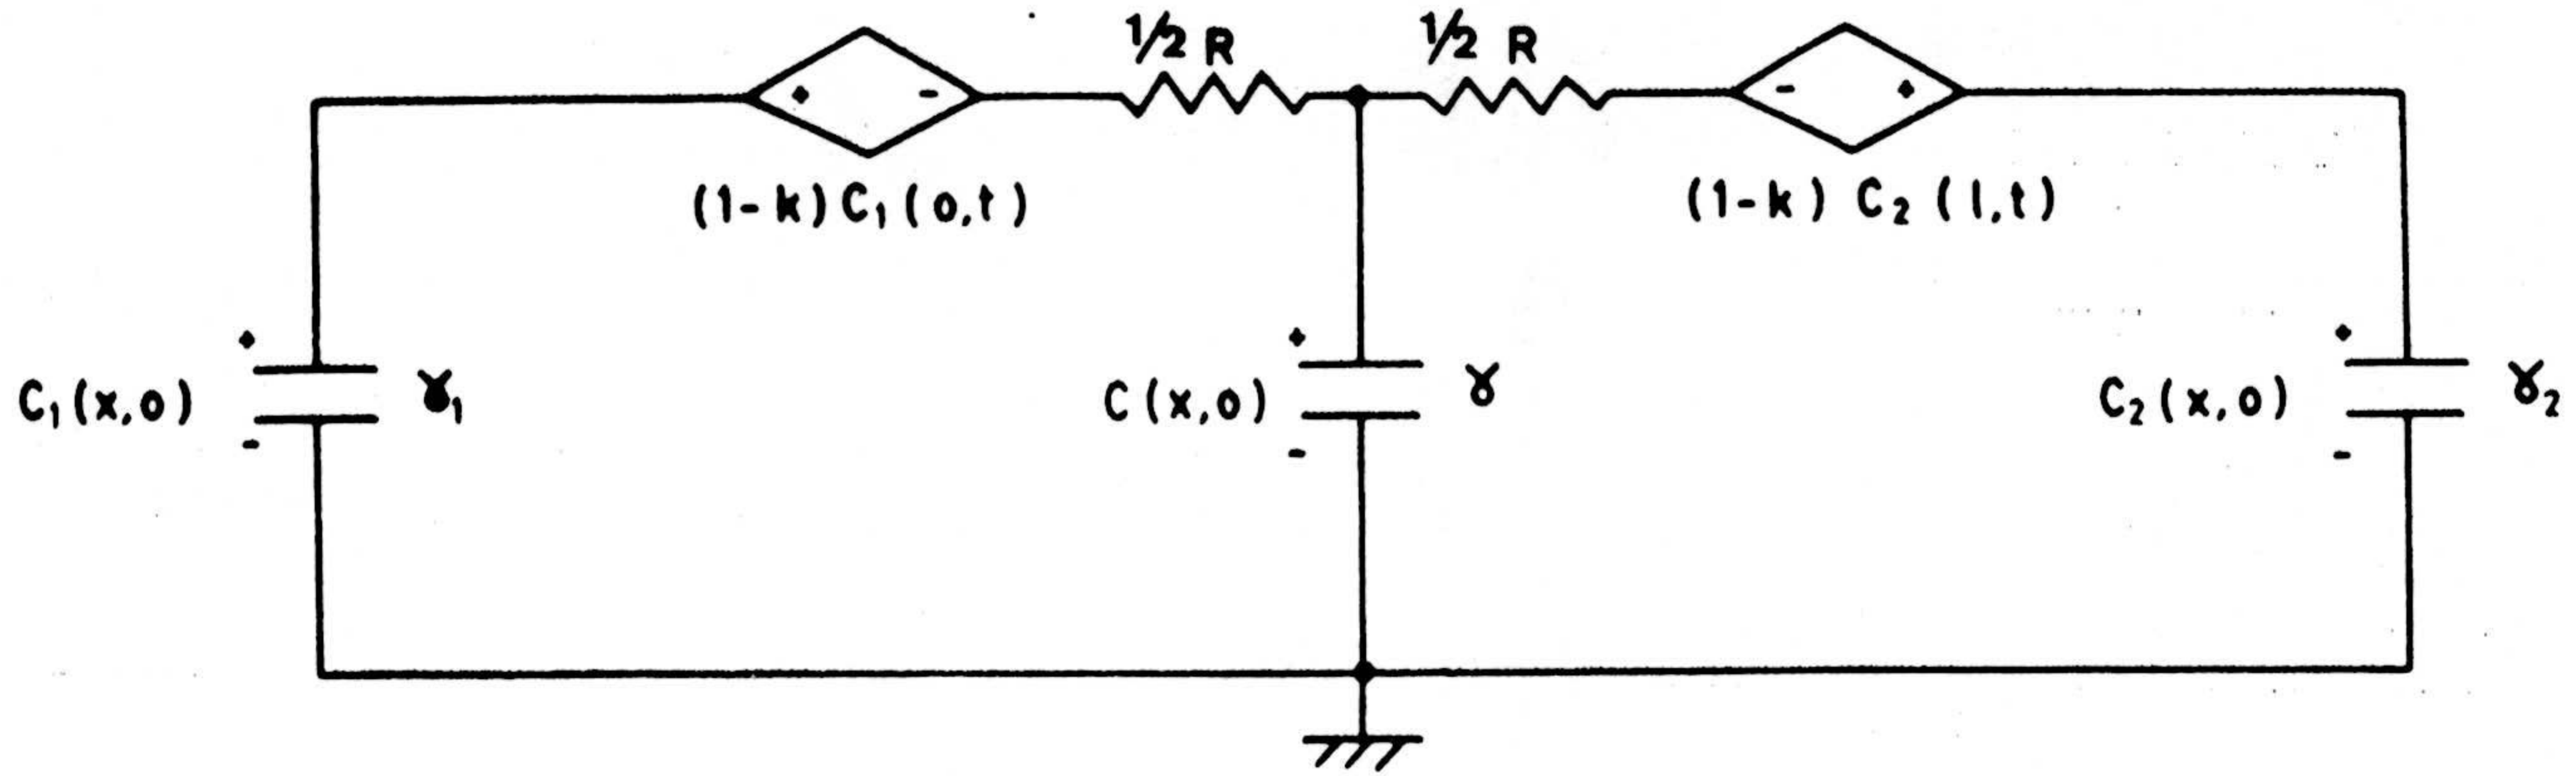 ½ R
½ R
+ -
- +
(1-k) C₁ (o,t)
(1-k) C₂ (l,t)
+
C₁ (x,o)
-
γ₁
+
C (x,o)
-
γ
+
C₂ (x,o)
-
γ₂